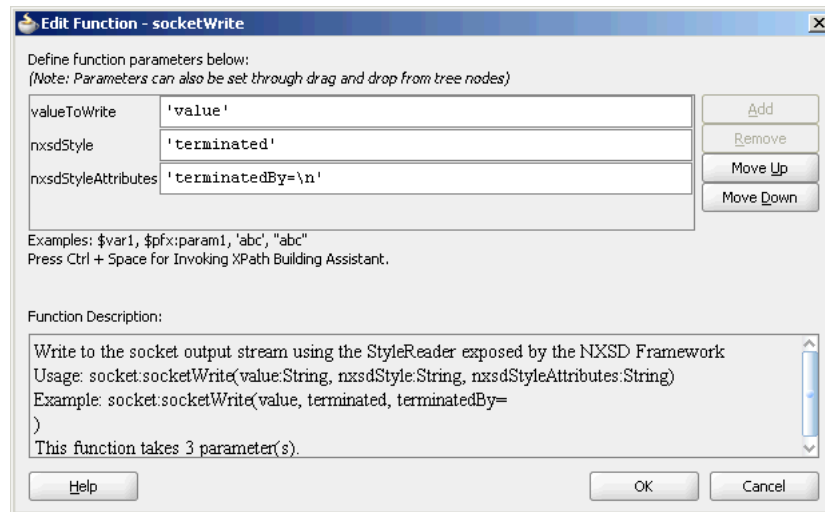 Edit Function - socketWrite
Define function parameters below:
(Note: Parameters can also be set through drag and drop from tree nodes)
valueToWrite 'value'
nxsdStyle 'terminated'
nxsdStyleAttributes 'terminatedBy=\n'
Add
Remove
Move Up
Move Down
Examples: $var1, $pfx:param1, 'abc', "abc"
Press Ctrl + Space for Invoking XPath Building Assistant.
Function Description:
Write to the socket output stream using the StyleReader exposed by the NXSD Framework
Usage: socket:socketWrite(value:String, nxsdStyle:String, nxsdStyleAttributes:String)
Example: socket:socketWrite(value, terminated, terminatedBy=
)
This function takes 3 parameter(s).
Help OK Cancel